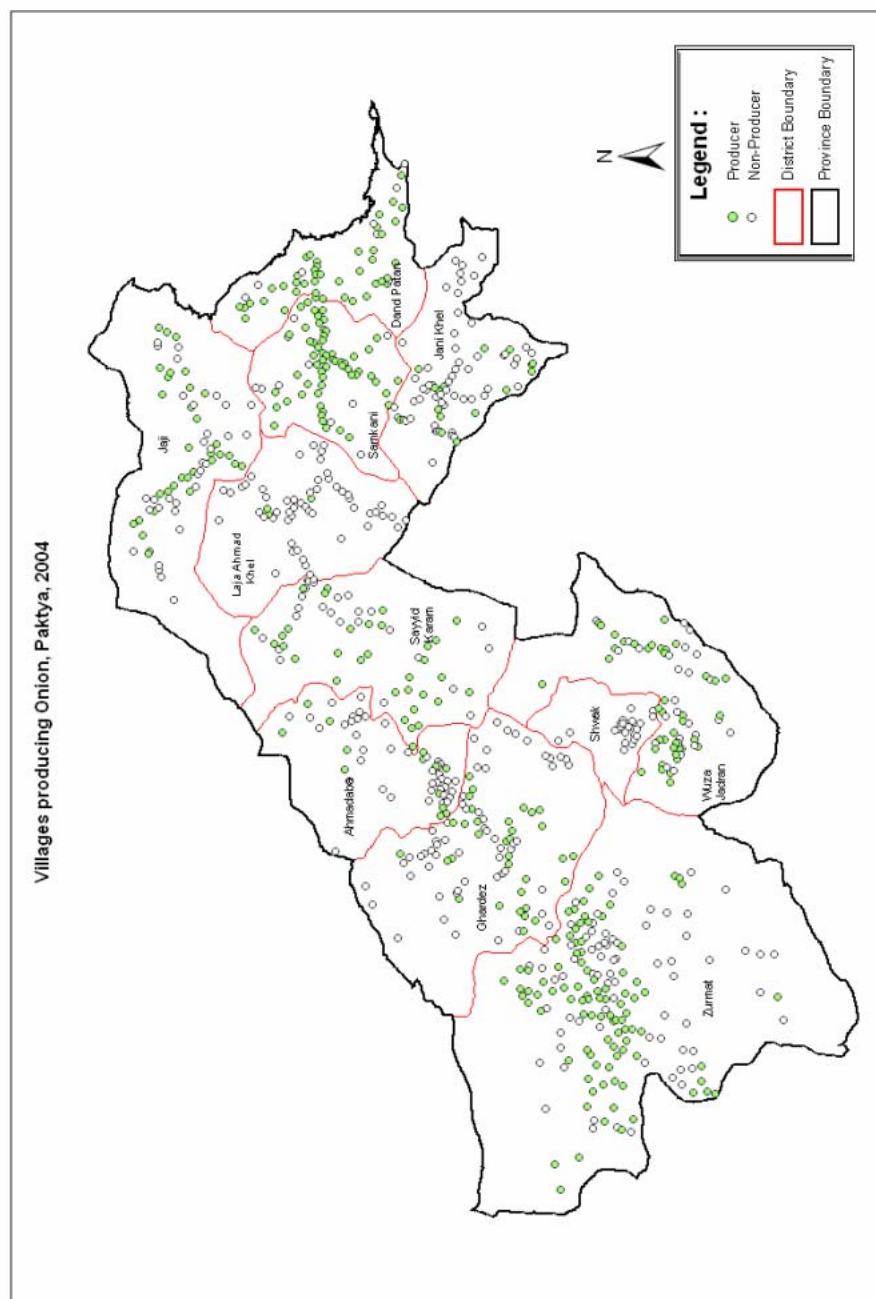 Villages producing Onion, Paktya, 2004
Jaji
Laja Ahmad
Khel
Dand Patan
Samkani
Jani Khel
Sayyid
Karam
Ahmadaba
Ghardez
Shwak
Wuza
Jadran
Zurmat
N
Legend :
Producer
Non-Producer
District Boundary
Province Boundary